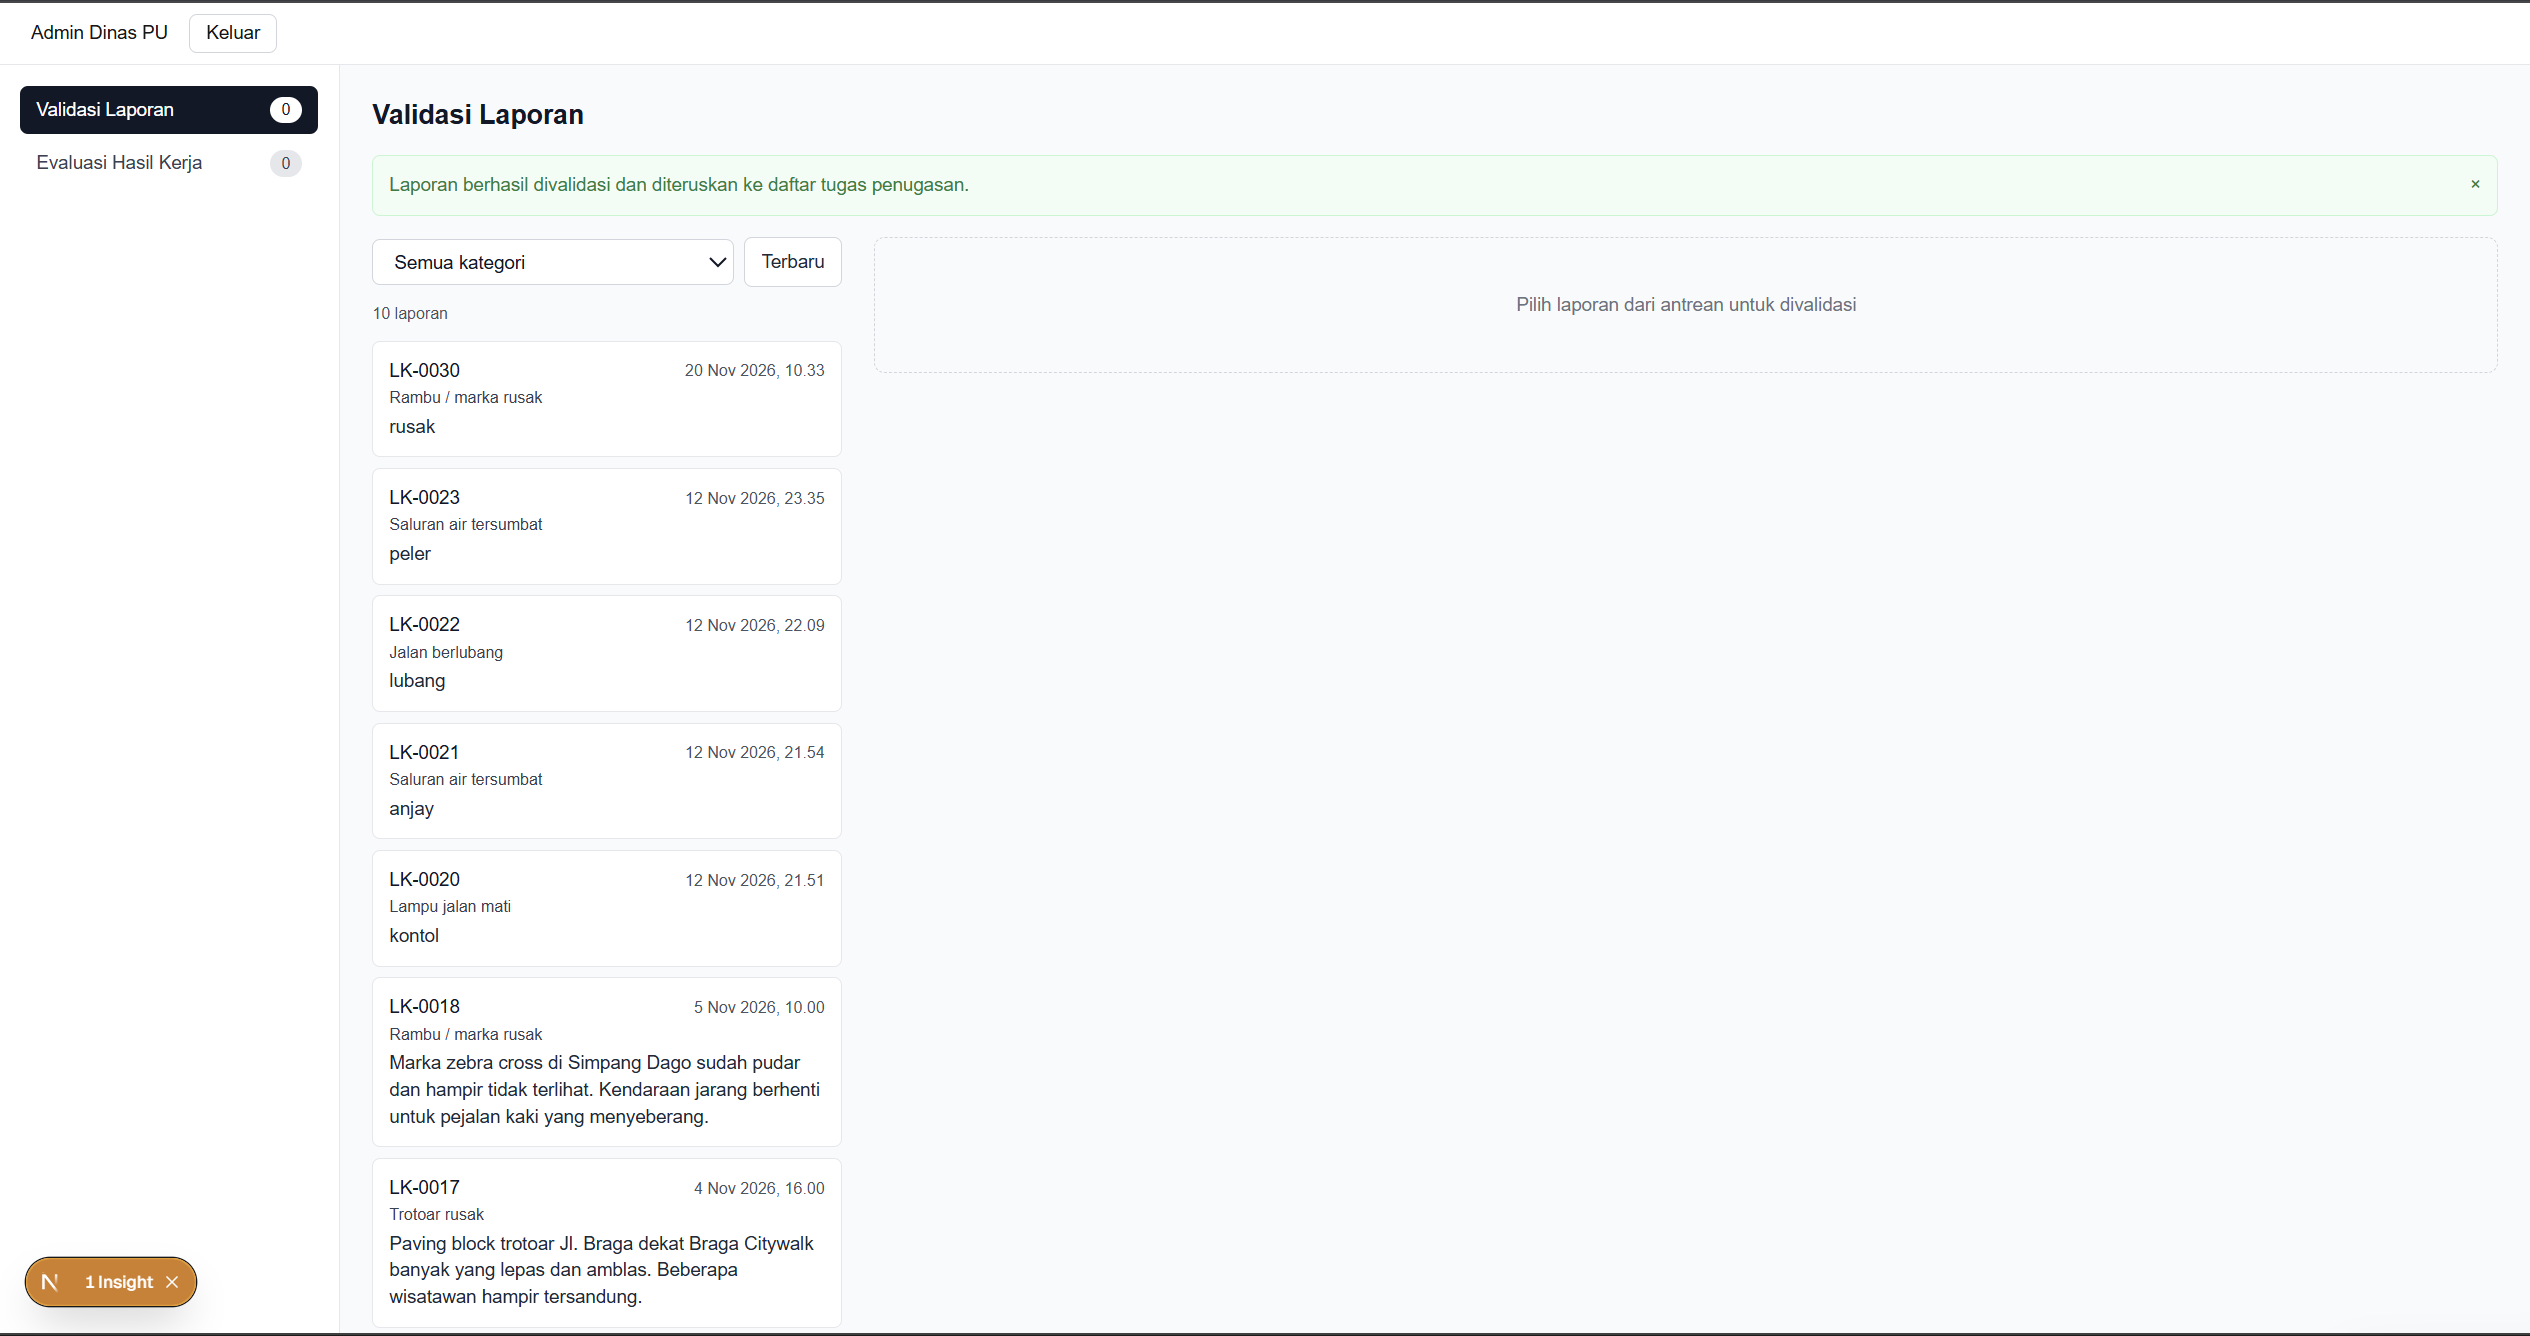 Admin Dinas PU
Keluar
Validasi Laporan 0
Evaluasi Hasil Kerja 0
Validasi Laporan
Laporan berhasil divalidasi dan diteruskan ke daftar tugas penugasan. ×
Semua kategori
Terbaru
10 laporan
LK-0030 20 Nov 2026, 10.33
Rambu / marka rusak
rusak
LK-0023 12 Nov 2026, 23.35
Saluran air tersumbat
peler
LK-0022 12 Nov 2026, 22.09
Jalan berlubang
lubang
LK-0021 12 Nov 2026, 21.54
Saluran air tersumbat
anjay
LK-0020 12 Nov 2026, 21.51
Lampu jalan mati
kontol
LK-0018 5 Nov 2026, 10.00
Rambu / marka rusak
Marka zebra cross di Simpang Dago sudah pudar
dan hampir tidak terlihat. Kendaraan jarang berhenti
untuk pejalan kaki yang menyeberang.
LK-0017 4 Nov 2026, 16.00
Trotoar rusak
Paving block trotoar Jl. Braga dekat Braga Citywalk
banyak yang lepas dan amblas. Beberapa
wisatawan hampir tersandung.
Pilih laporan dari antrean untuk divalidasi
N 1 Insight ×